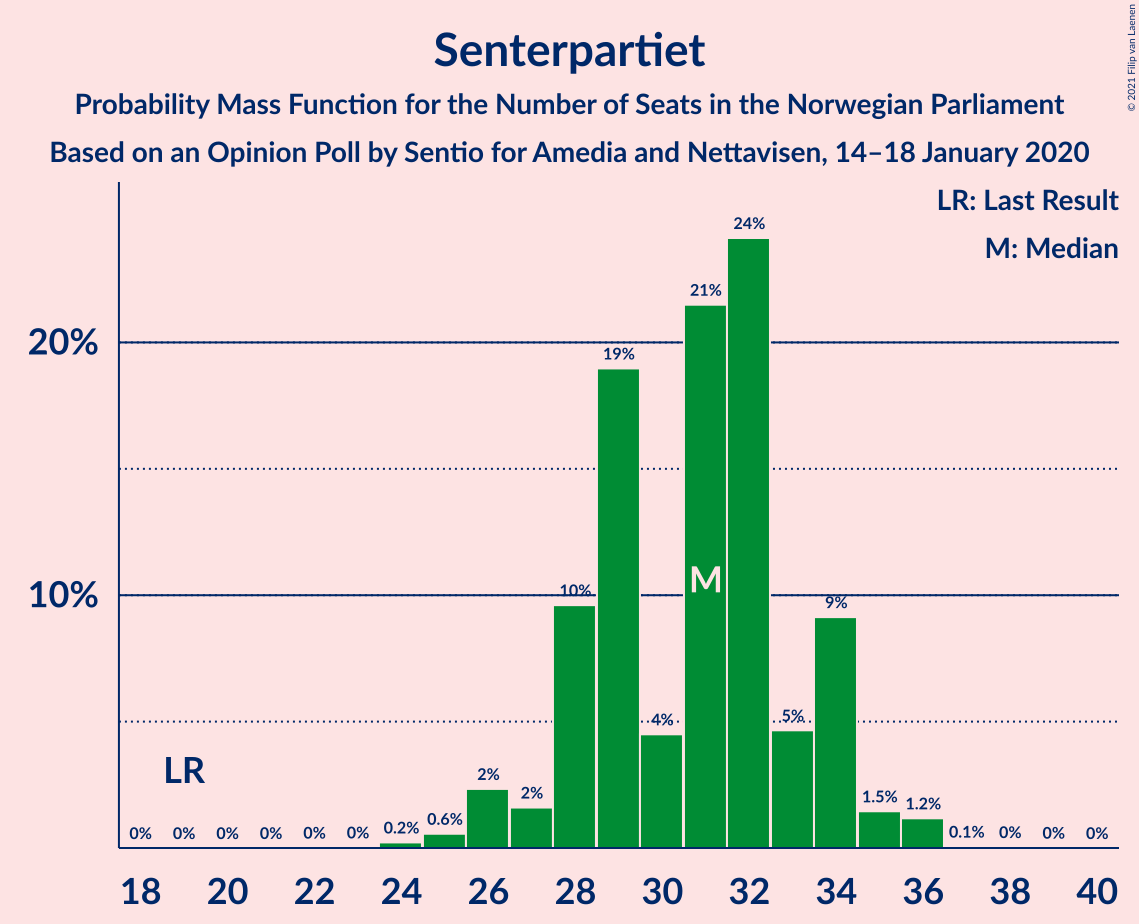 Senterpartiet
Probability Mass Function for the Number of Seats in the Norwegian Parliament
Based on an Opinion Poll by Sentio for Amedia and Nettavisen, 14–18 January 2020
© 2021 Filip van Laenen
LR: Last Result
M: Median
20%
10%
0% 0% 0% 0% 0% 0% 0.2% 0.6% 2% 2% 10% 19% 4% 21% 24% 5% 9% 1.5% 1.2% 0.1% 0% 0% 0%
LR
M
18 20 22 24 26 28 30 32 34 36 38 40